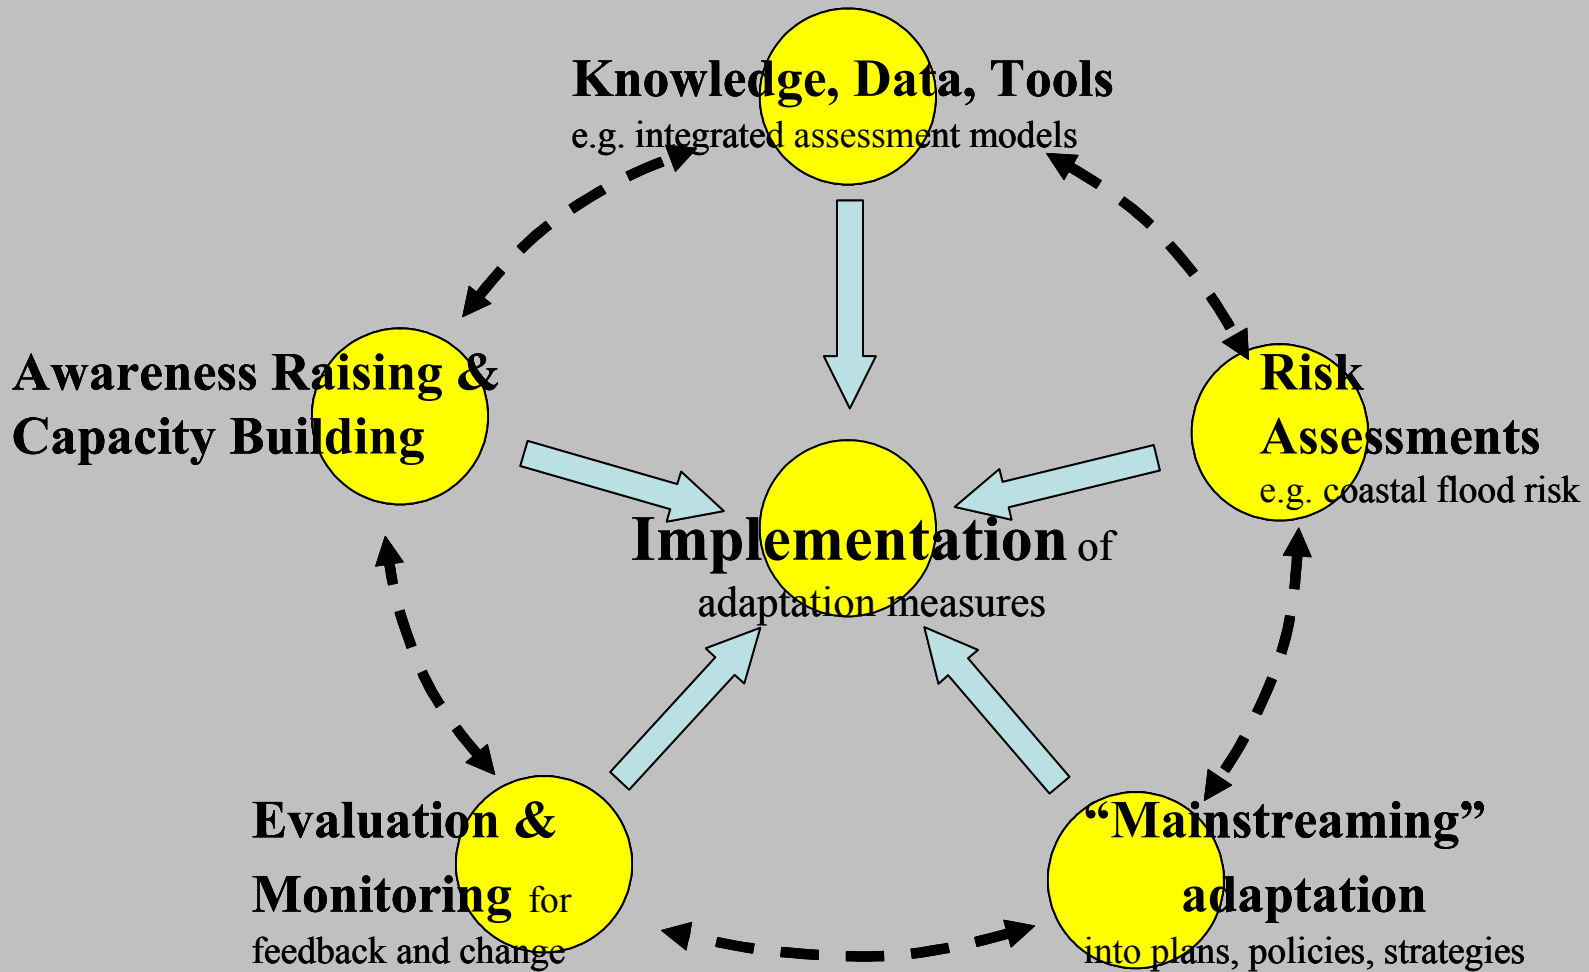 Knowledge, Data, Tools
e.g. integrated assessment models
Awareness Raising &
Capacity Building
Risk
Assessments
e.g. coastal flood risk
Implementation of
adaptation measures
Evaluation &
Monitoring for
feedback and change
“Mainstreaming”
adaptation
into plans, policies, strategies